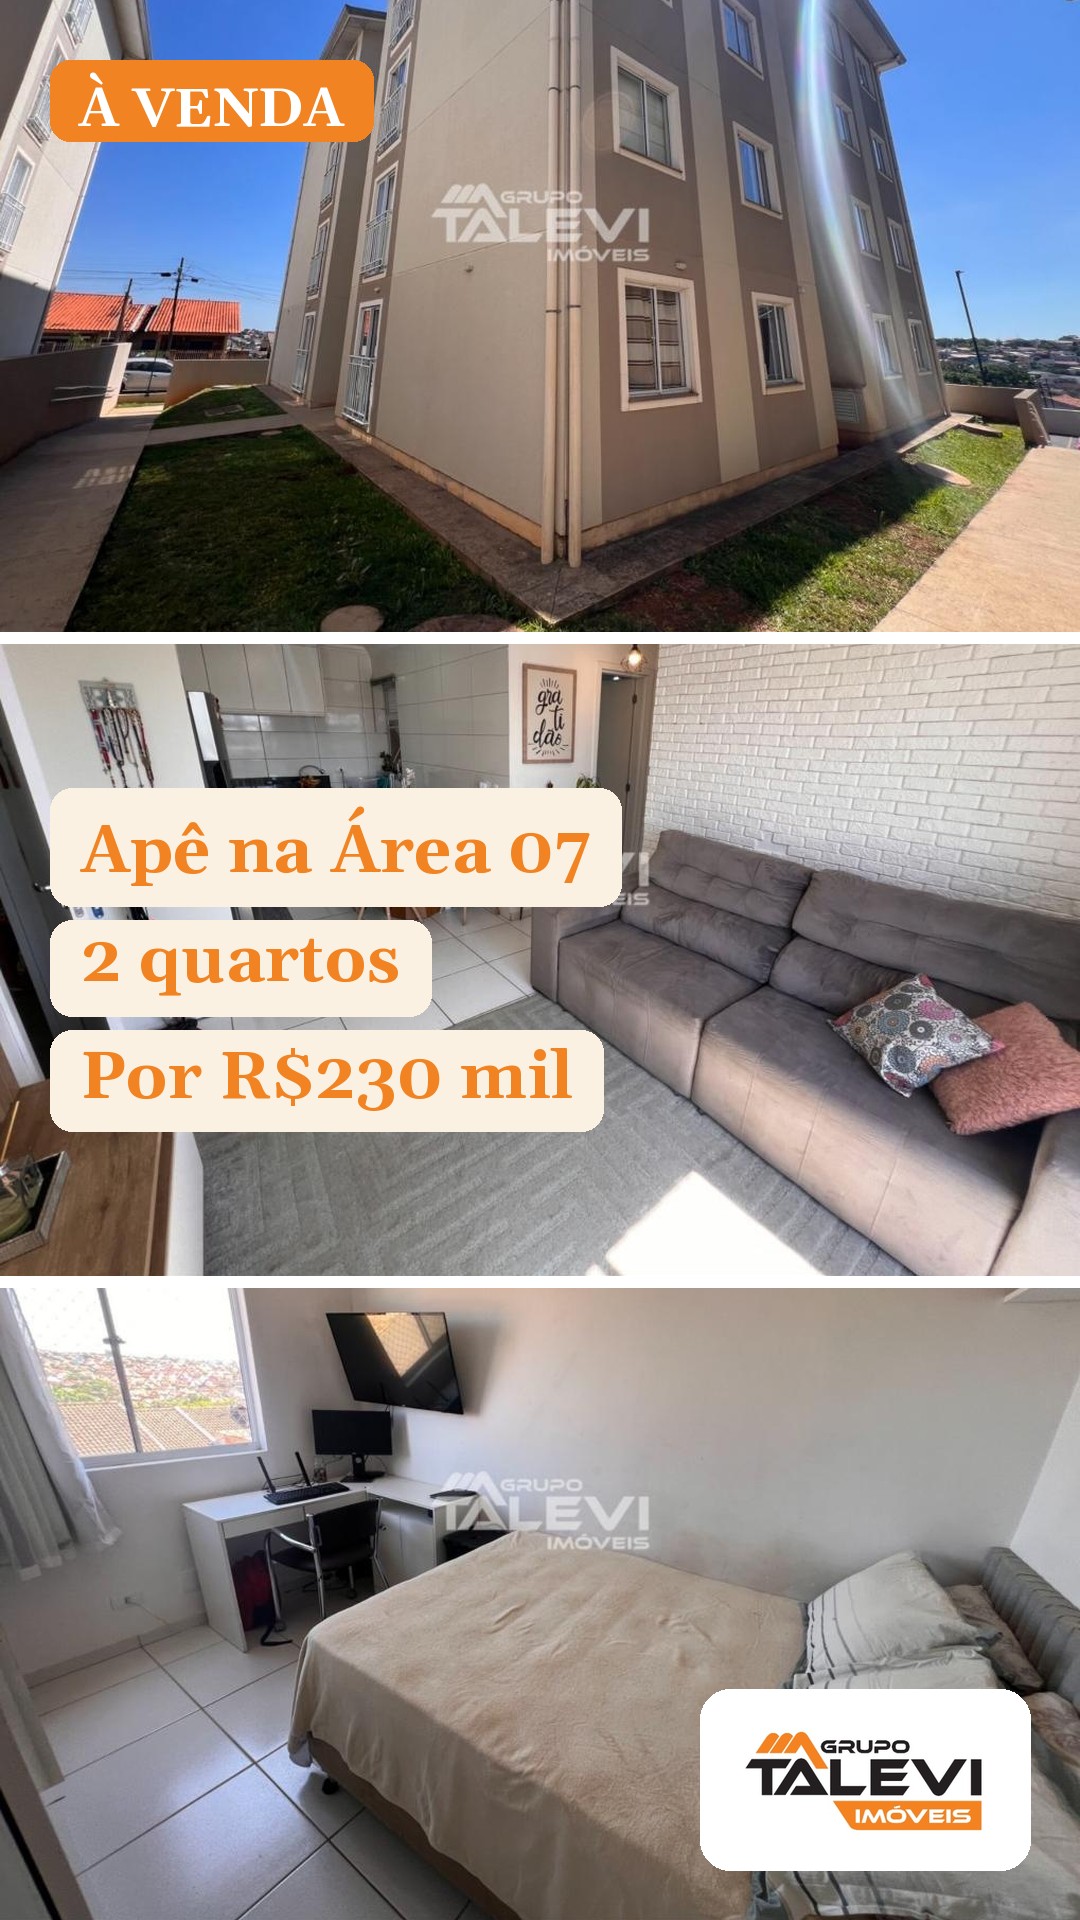 À VENDA
GRUPO
TALEVI
IMÓVEIS
gra
ti
dão
Apê na Área 07
2 quartos
Por R$230 mil
GRUPO
TALEVI
IMÓVEIS
GRUPO
TALEVI
IMÓVEIS